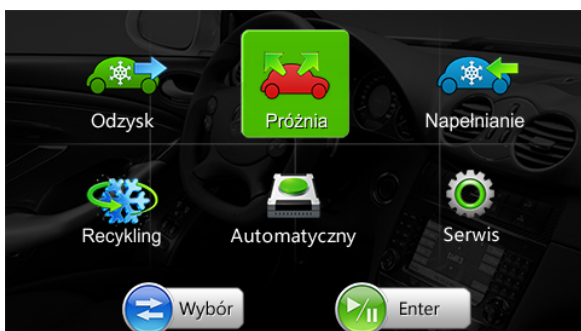 Odzysk
Próżnia
Napełnianie
Recykling
Automatyczny
Serwis
Wybór
Enter